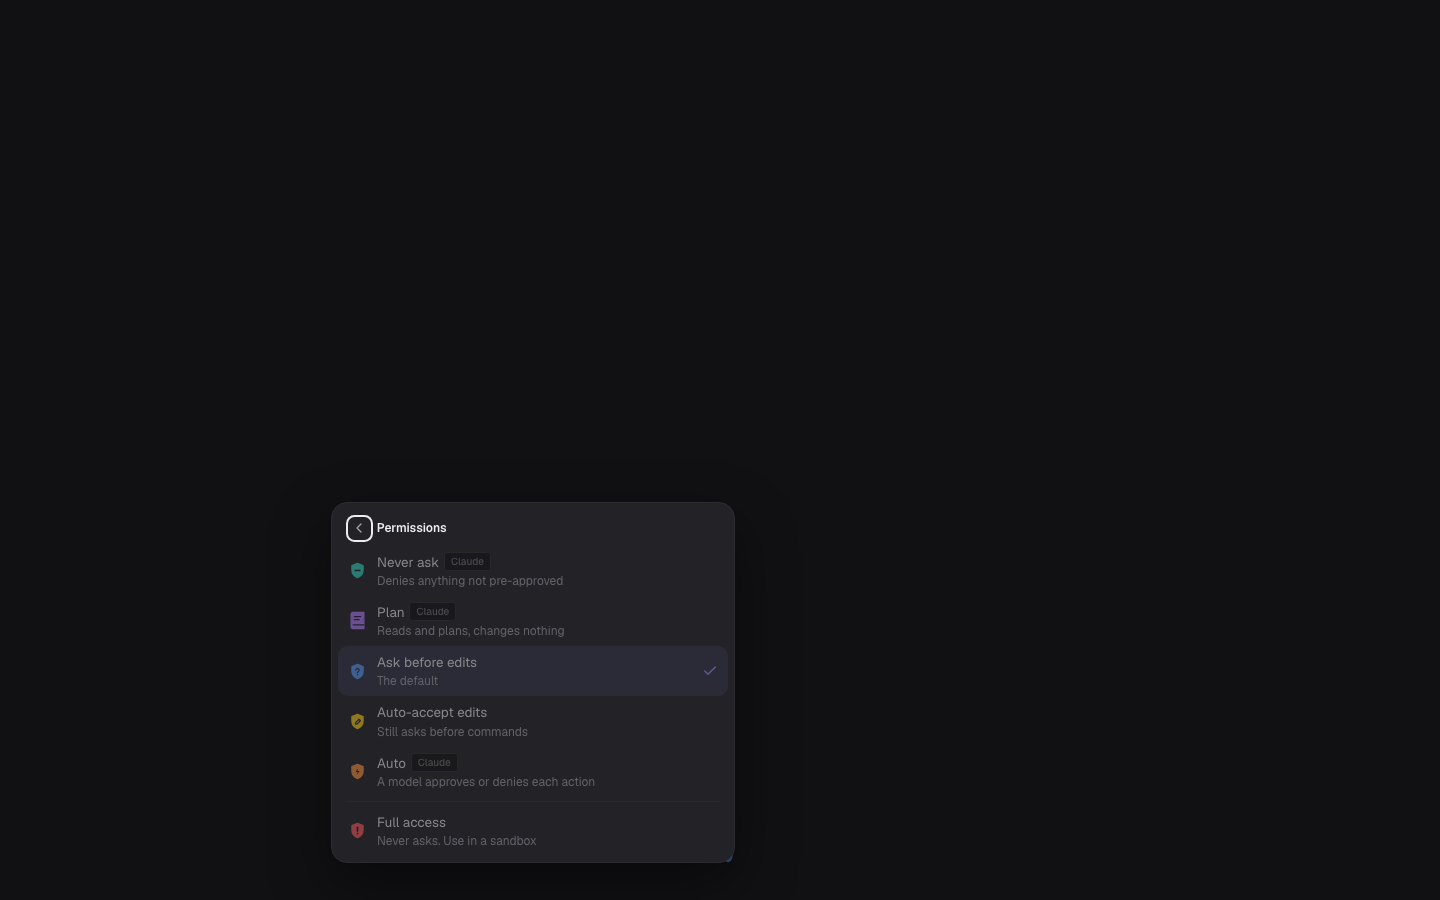 Permissions
Never ask Claude
Denies anything not pre-approved
Plan Claude
Reads and plans, changes nothing
Ask before edits
The default
Auto-accept edits
Still asks before commands
Auto Claude
A model approves or denies each action
Full access
Never asks. Use in a sandbox